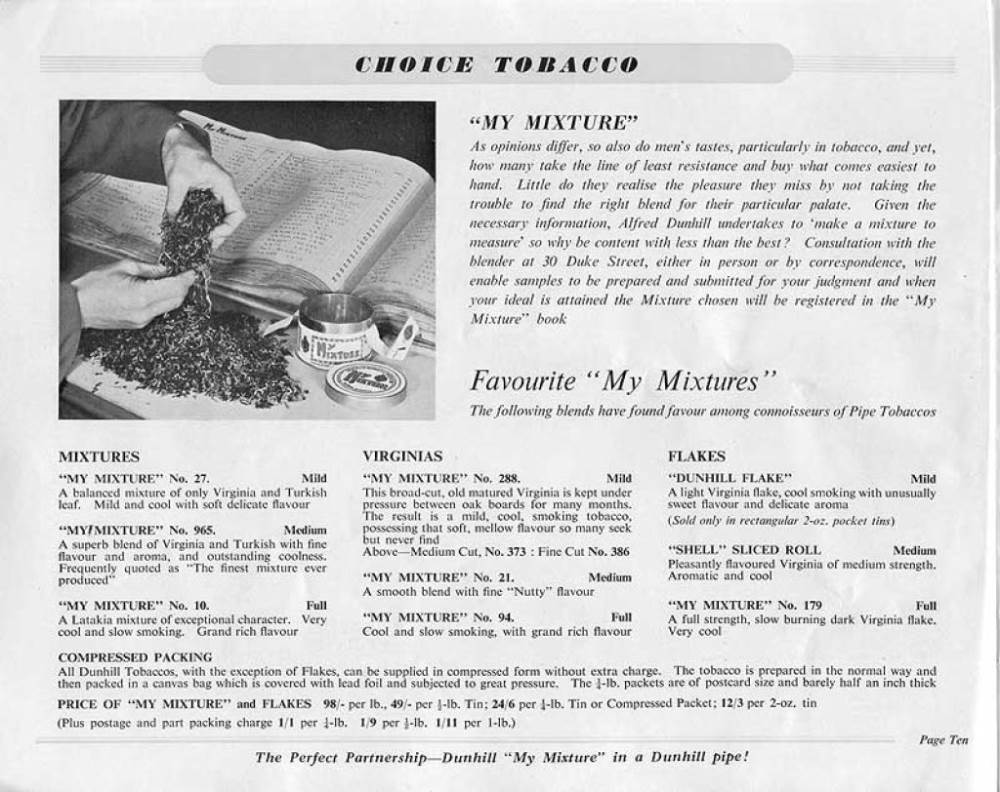 CHOICE TOBACCO
My Mixture
My
Mixture
My
Mixture
"MY MIXTURE"
As opinions differ, so also do men's tastes, particularly in tobacco, and yet,
how many take the line of least resistance and buy what comes easiest to
hand. Little do they realise the pleasure they miss by not taking the
trouble to find the right blend for their particular palate. Given the
necessary information, Alfred Dunhill undertakes to 'make a mixture to
measure' so why be content with less than the best? Consultation with the
blender at 30 Duke Street, either in person or by correspondence, will
enable samples to be prepared and submitted for your judgment and when
your ideal is attained the Mixture chosen will be registered in the "My
Mixture" book
Favourite "My Mixtures"
The following blends have found favour among connoisseurs of Pipe Tobaccos
MIXTURES
"MY MIXTURE" No. 27. Mild
A balanced mixture of only Virginia and Turkish
leaf. Mild and cool with soft delicate flavour
"MY MIXTURE" No. 965. Medium
A superb blend of Virginia and Turkish with fine
flavour and aroma, and outstanding coolness.
Frequently quoted as "The finest mixture ever
produced"
"MY MIXTURE" No. 10. Full
A Latakia mixture of exceptional character. Very
cool and slow smoking. Grand rich flavour
VIRGINIAS
"MY MIXTURE" No. 288. Mild
This broad-cut, old matured Virginia is kept under
pressure between oak boards for many months.
The result is a mild, cool, smoking tobacco,
possessing that soft, mellow flavour so many seek
but never find
Above—Medium Cut, No. 373 : Fine Cut No. 386
"MY MIXTURE" No. 21. Medium
A smooth blend with fine "Nutty" flavour
"MY MIXTURE" No. 94. Full
Cool and slow smoking, with grand rich flavour
FLAKES
"DUNHILL FLAKE" Mild
A light Virginia flake, cool smoking with unusually
sweet flavour and delicate aroma
(Sold only in rectangular 2-oz. pocket tins)
"SHELL" SLICED ROLL Medium
Pleasantly flavoured Virginia of medium strength.
Aromatic and cool
"MY MIXTURE" No. 179 Full
A full strength, slow burning dark Virginia flake.
Very cool
COMPRESSED PACKING
All Dunhill Tobaccos, with the exception of Flakes, can be supplied in compressed form without extra charge. The tobacco is prepared in the normal way and
then packed in a canvas bag which is covered with lead foil and subjected to great pressure. The ¼-lb. packets are of postcard size and barely half an inch thick
PRICE OF "MY MIXTURE" and FLAKES 98/- per lb., 49/- per ½-lb. Tin; 24/6 per ¼-lb. Tin or Compressed Packet; 12/3 per 2-oz. tin
(Plus postage and part packing charge 1/1 per ¼-lb. 1/9 per ½-lb. 1/11 per 1-lb.)
Page Ten
The Perfect Partnership—Dunhill "My Mixture" in a Dunhill pipe!